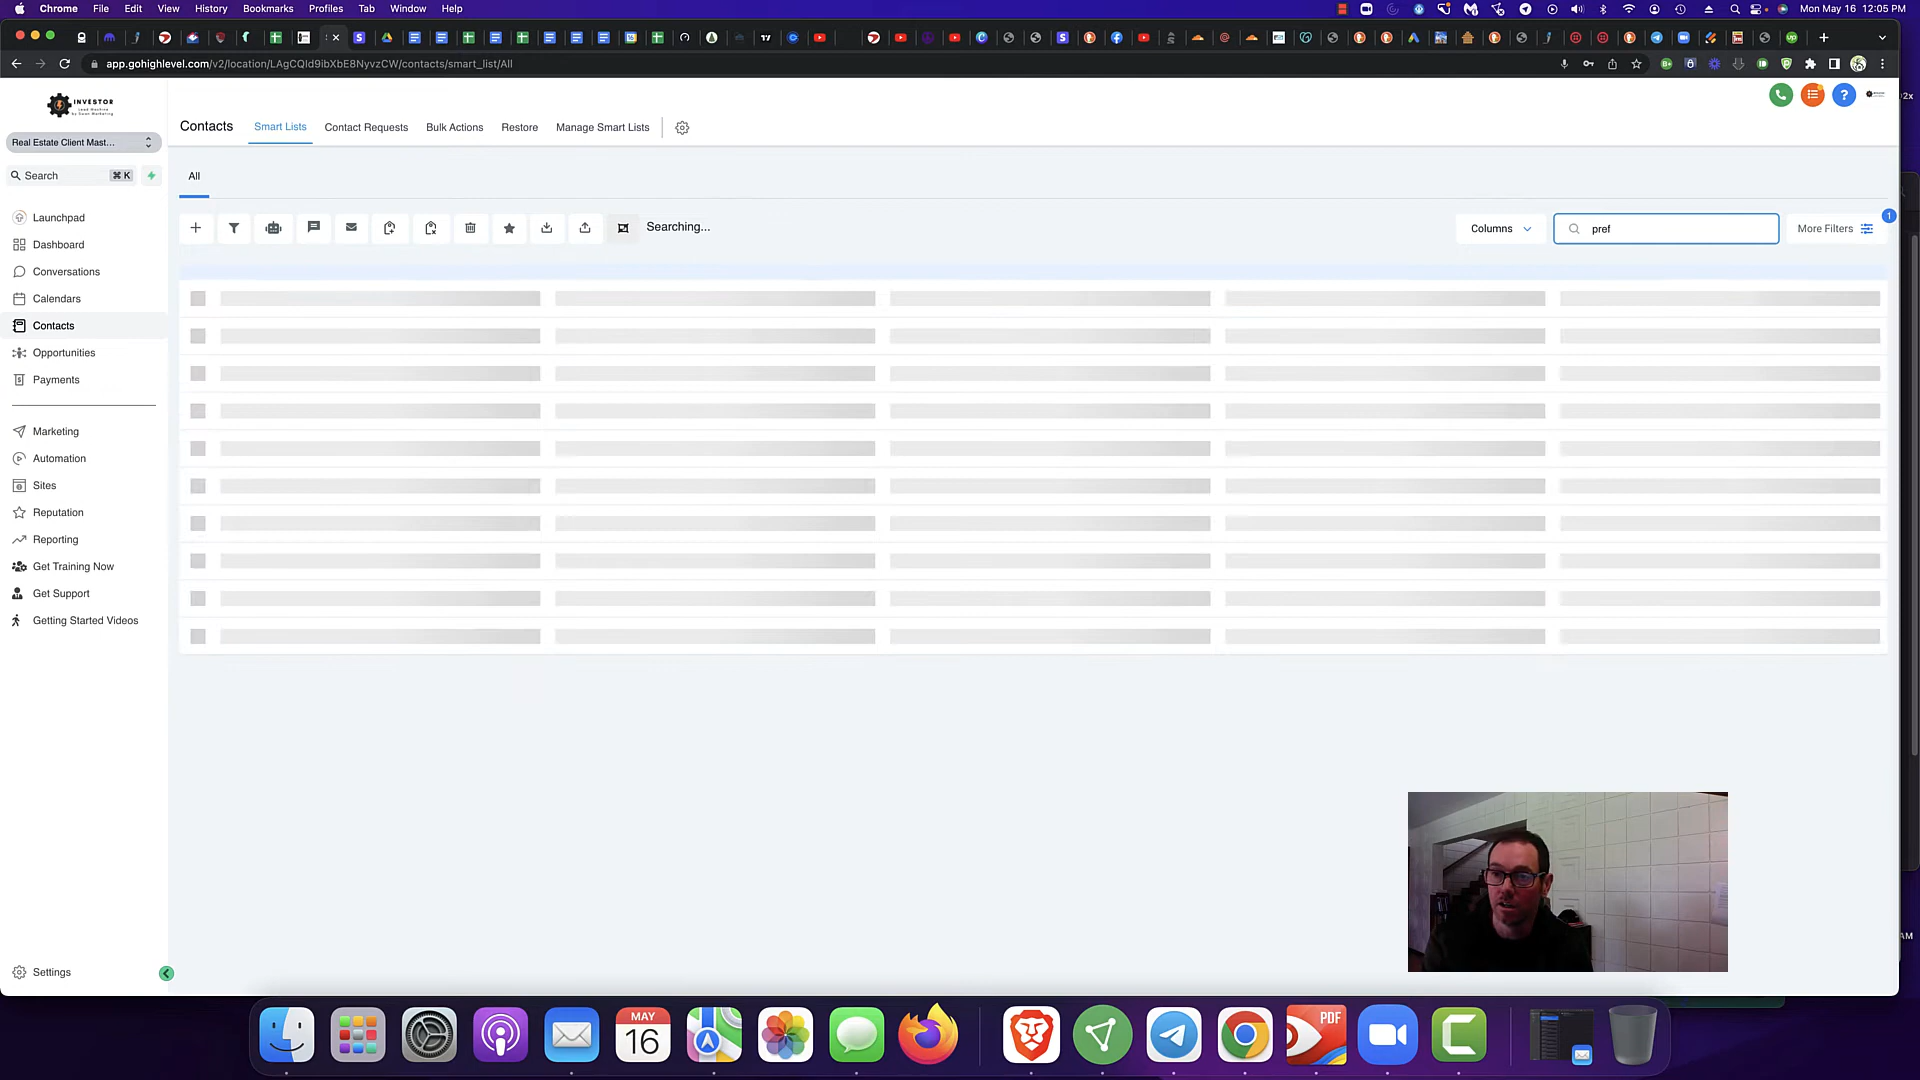 Chrome File Edit View History Bookmarks Profiles Tab Window Help Mon May 16 12:05 PM
app.gohighlevel.com/v2/location/LAgCQId9ibXbE8NyvzCW/contacts/smart_list/All
INVESTOR
Real Estate Client Mast...
Search ⌘ K
Launchpad
Dashboard
Conversations
Calendars
Contacts
Opportunities
Payments
Marketing
Automation
Sites
Reputation
Reporting
Get Training Now
Get Support
Getting Started Videos
Settings
Contacts Smart Lists Contact Requests Bulk Actions Restore Manage Smart Lists
All
Searching...
Columns
pref
More Filters
1
MAY
16
PDF